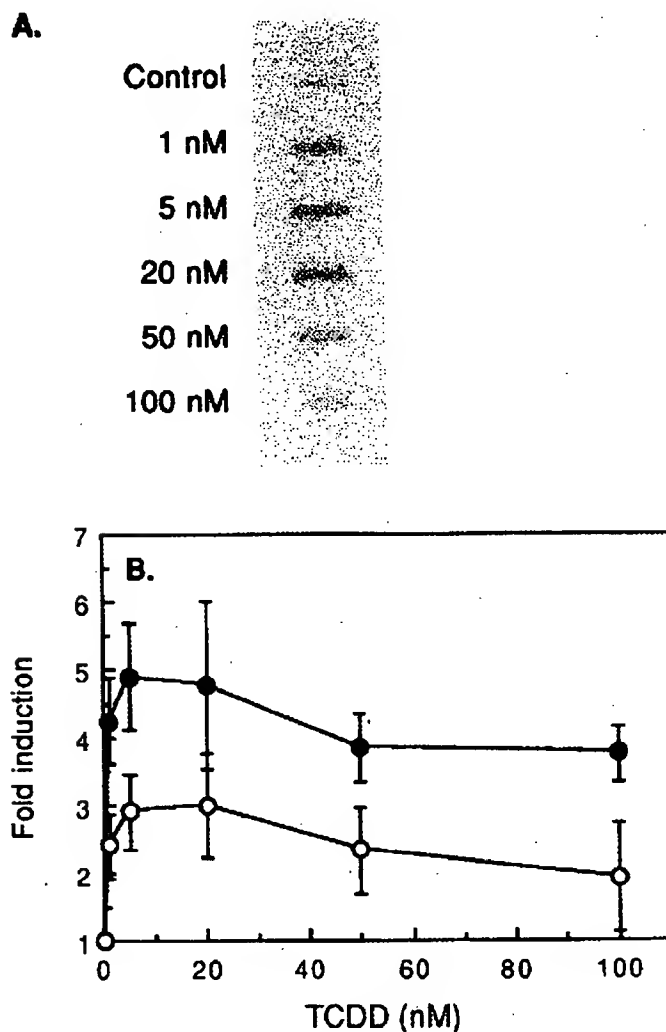 A.
Control
1 nM
5 nM
20 nM
50 nM
100 nM
B.
7
6
5
4
3
2
1
Fold induction
0 20 40 60 80 100
TCDD (nM)